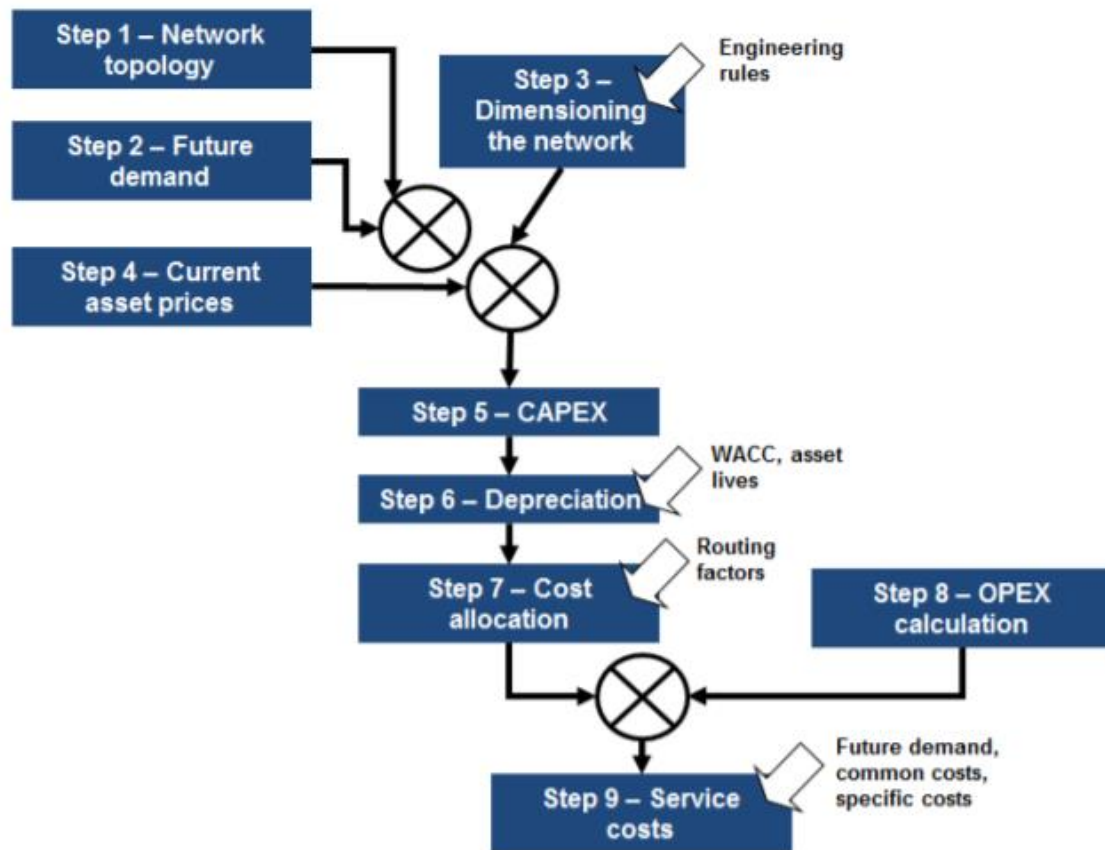 Step 1 – Network
topology
Engineering
rules
Step 3 –
Dimensioning
the network
Step 2 – Future
demand
Step 4 – Current
asset prices
Step 5 – CAPEX
WACC, asset
lives
Step 6 – Depreciation
Routing
factors
Step 7 – Cost
allocation
Step 8 – OPEX
calculation
Future demand,
common costs,
specific costs
Step 9 – Service
costs